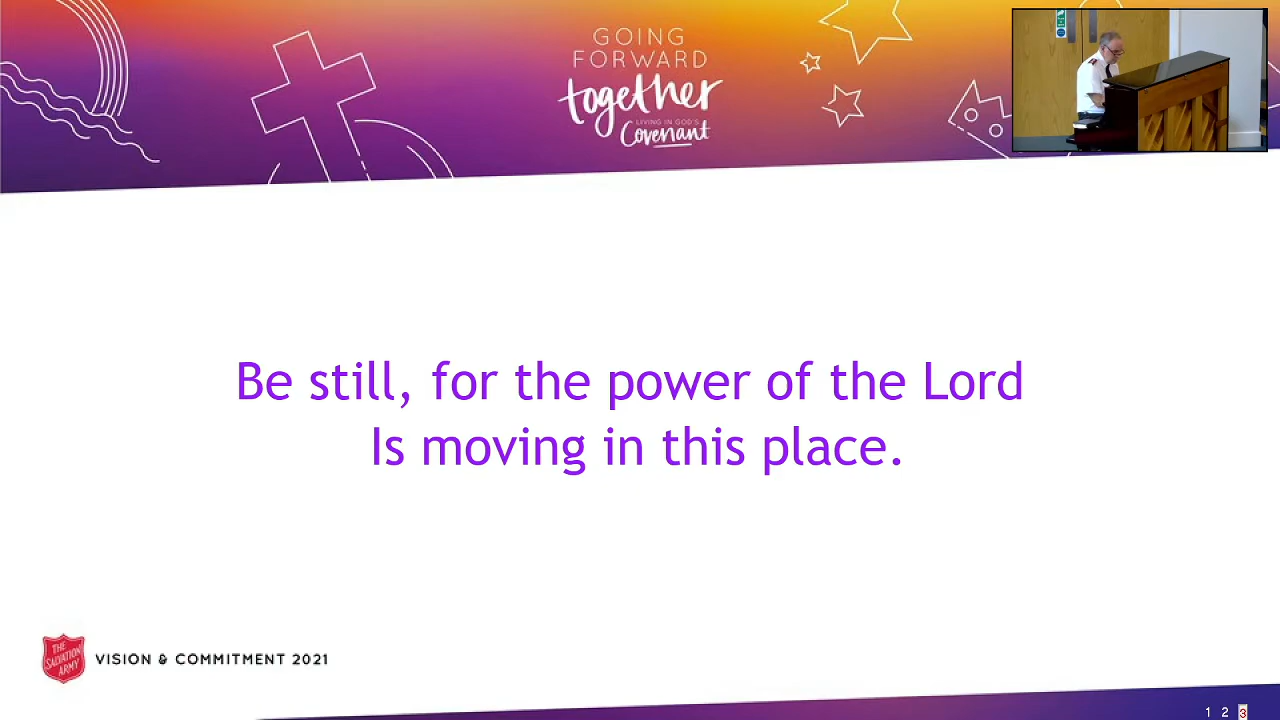 GOING
FORWARD
together
LIVING IN GOD'S
Covenant
Be still, for the power of the Lord
Is moving in this place.
THE
SALVATION
ARMY
VISION & COMMITMENT 2021
1 2 3